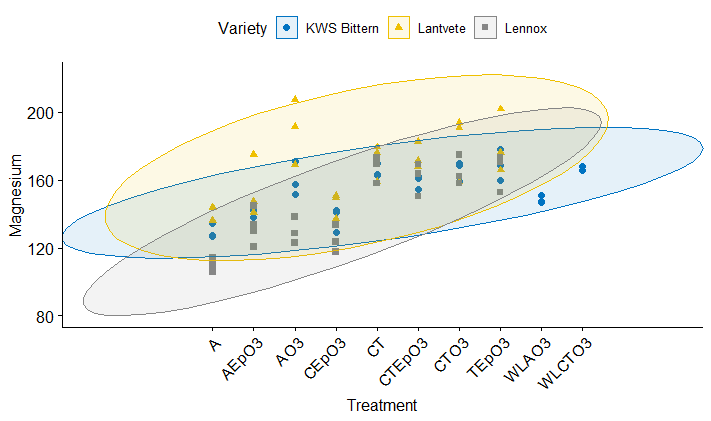 Variety KWS Bittern Lantvete Lennox
Magnesium
200
160
120
80
A AEpO3 AO3 CEpO3 CT CTEpO3 CTO3 TEpO3 WLAO3 WLCTO3
Treatment